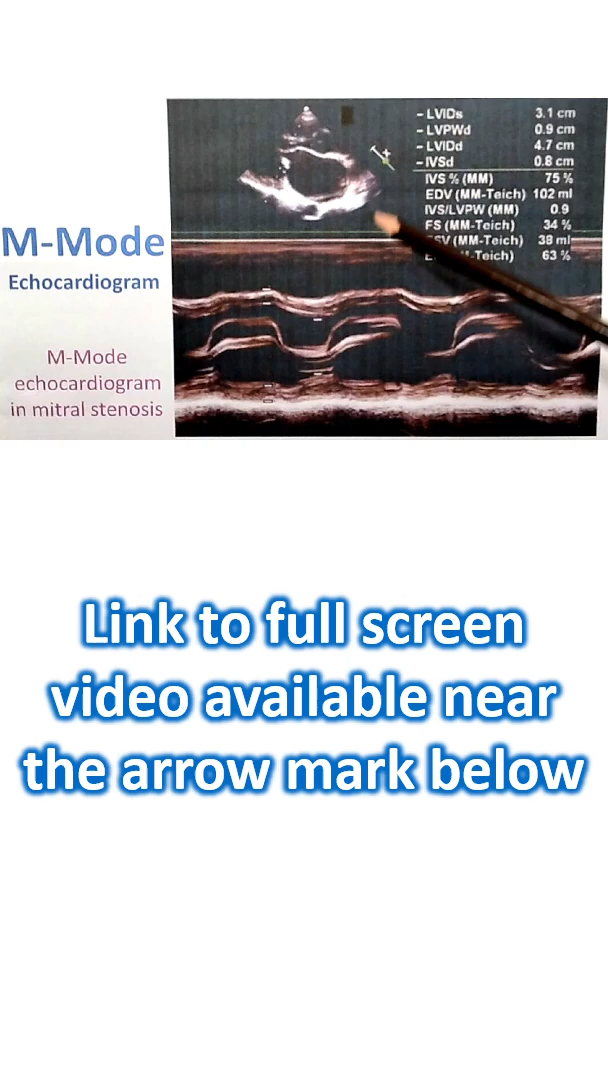 M-Mode
Echocardiogram
M-Mode
echocardiogram
in mitral stenosis
- LVIDs 3.1 cm
- LVPWd 0.9 cm
- LVIDd 4.7 cm
- IVSd 0.8 cm
IVS % (MM) 75 %
EDV (MM-Teich) 102 ml
IVS/LVPW (MM) 0.9
FS (MM-Teich) 34 %
(MM-Teich) 38 ml
-Teich) 63 %
Link to full screen
video available near
the arrow mark below